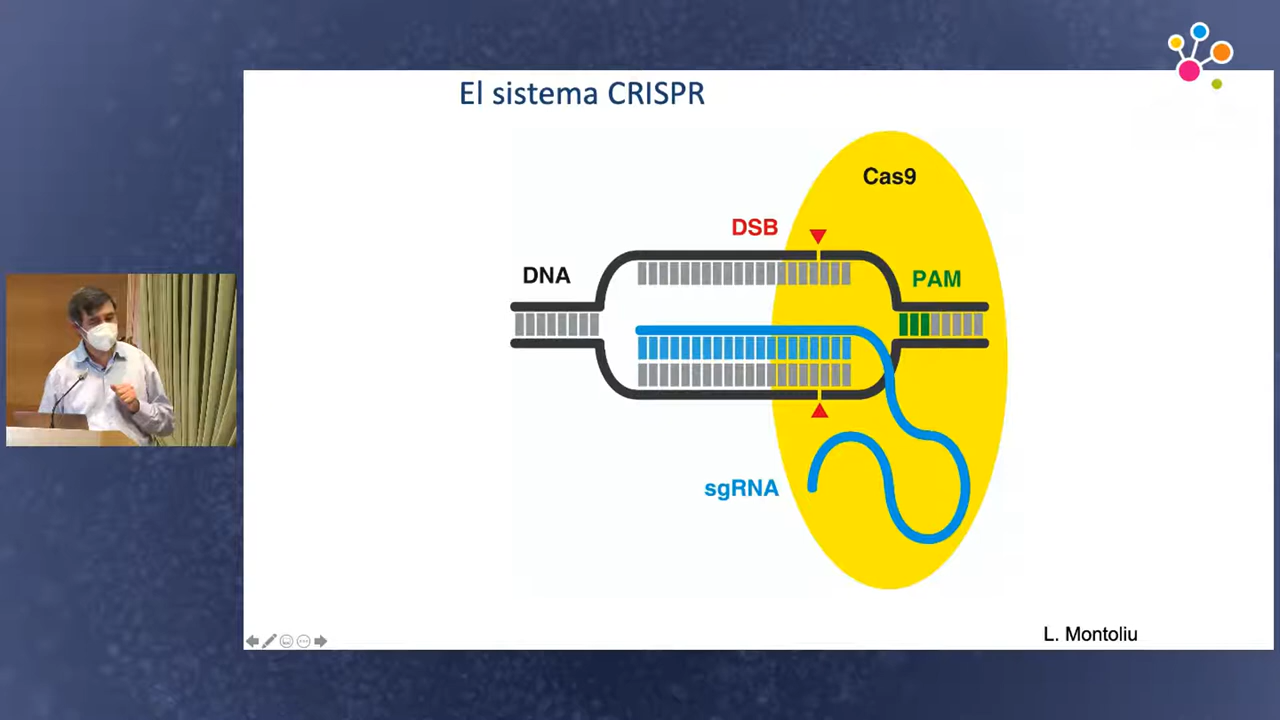 El sistema CRISPR
Cas9
DSB
DNA
PAM
sgRNA
L. Montoliu